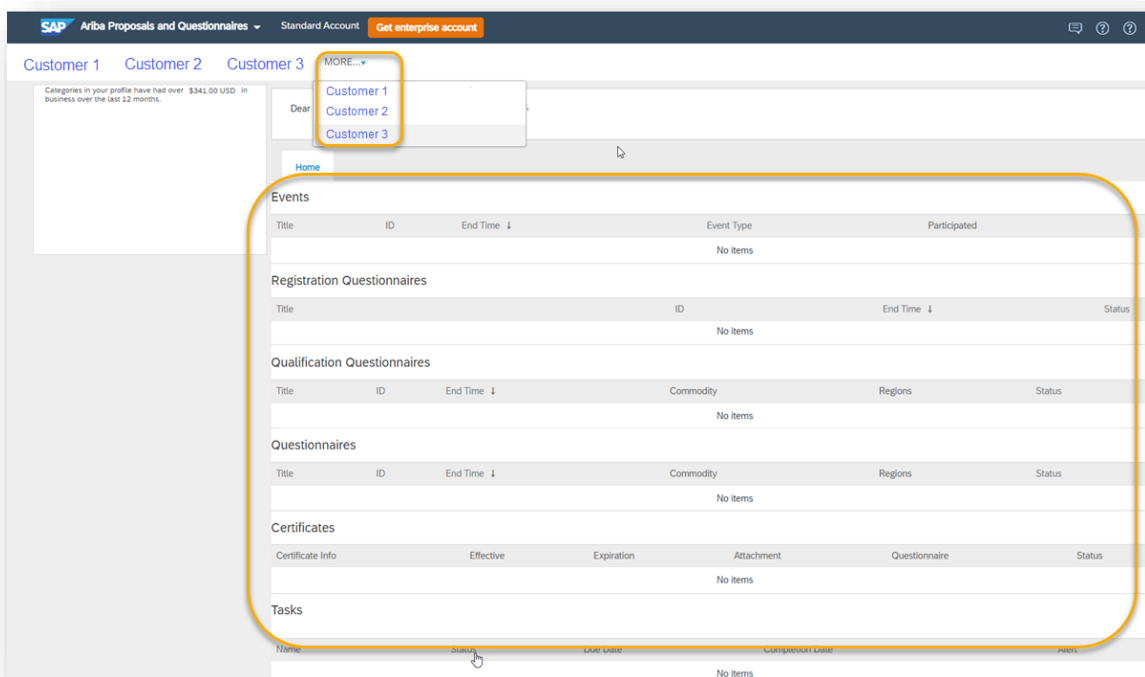 SAP Ariba Proposals and Questionnaires Standard Account Get enterprise account
Customer 1 Customer 2 Customer 3 MORE...
Customer 1
Customer 2
Customer 3
Categories in your profile have had over $341.00 USD in
business over the last 12 months.
Dear
Home
Events
Title ID End Time ↓ Event Type Participated
No items
Registration Questionnaires
Title ID End Time ↓ Status
No items
Qualification Questionnaires
Title ID End Time ↓ Commodity Regions Status
No items
Questionnaires
Title ID End Time ↓ Commodity Regions Status
No items
Certificates
Certificate Info Effective Expiration Attachment Questionnaire Status
No items
Tasks
Name Status Due Date Completion Date Alert
No items